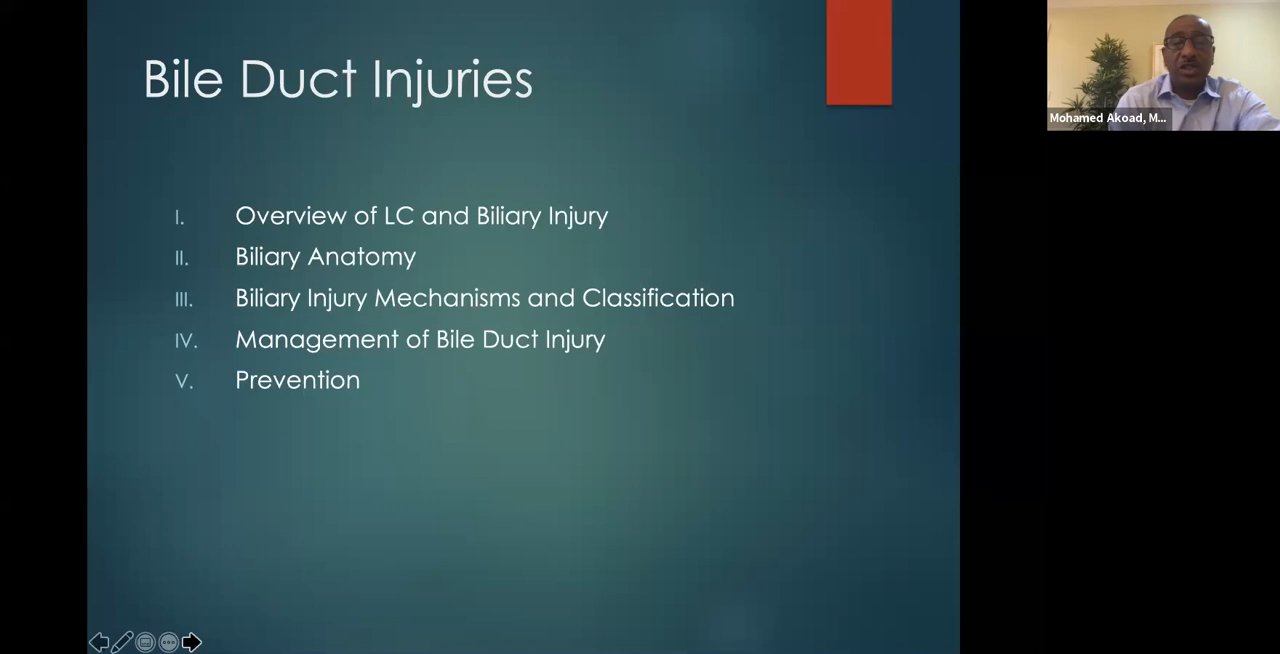 Bile Duct Injuries
I. Overview of LC and Biliary Injury
II. Biliary Anatomy
III. Biliary Injury Mechanisms and Classification
IV. Management of Bile Duct Injury
V. Prevention
Mohamed Akoad, M...